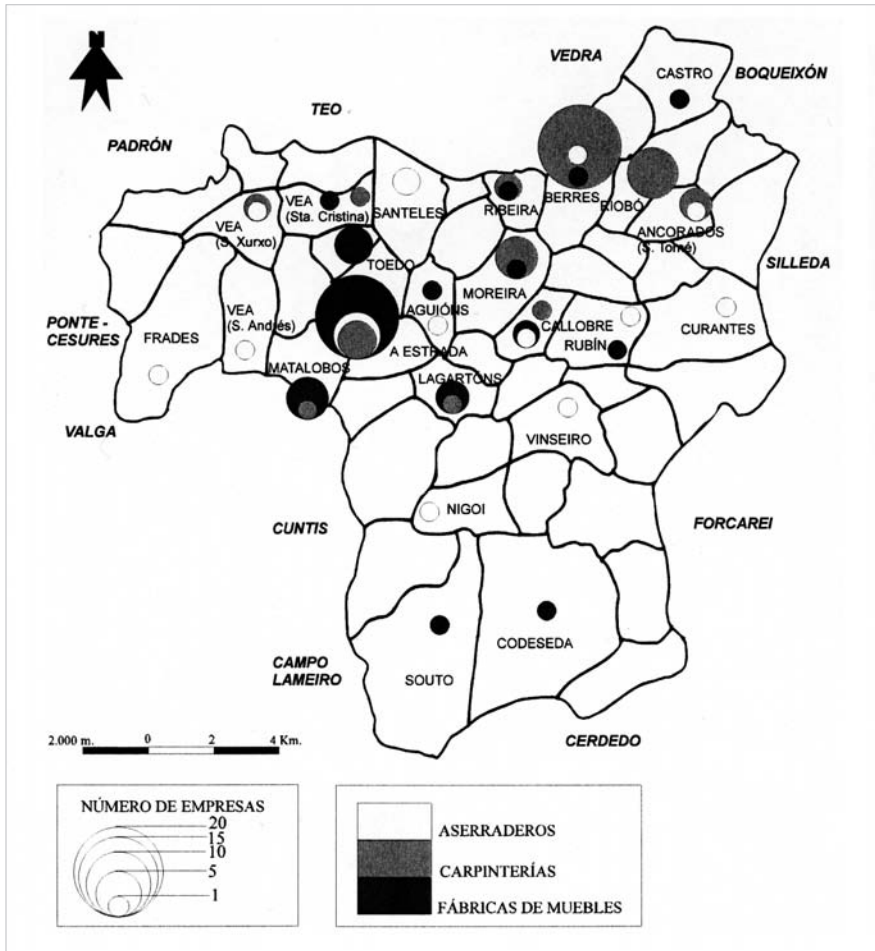 N
VEDRA
CASTRO
BOQUEIXÓN
TEO
PADRÓN
VEA
(Sta. Cristina)
SANTELES
RIBEIRA
BERRES
RIOBÓ
VEA
(S. Xurxo)
ANCORADOS
(S. Tomé)
TOEDO
SILLEDA
MOREIRA
AGUIÓNS
PONTE -
CESURES
VEA
(S. Andrés)
FRADES
CALLOBRE
RUBÍN
CURANTES
A ESTRADA
MATALOBOS
LAGARTÓNS
VALGA
VINSEIRO
NIGOI
CUNTIS
FORCAREI
CODESEDA
CAMPO
LAMEIRO
SOUTO
CERDEDO
2.000 m. 0 2 4 Km.
NÚMERO DE EMPRESAS
20
15
10
5
1
ASERRADEROS
CARPINTERÍAS
FÁBRICAS DE MUEBLES